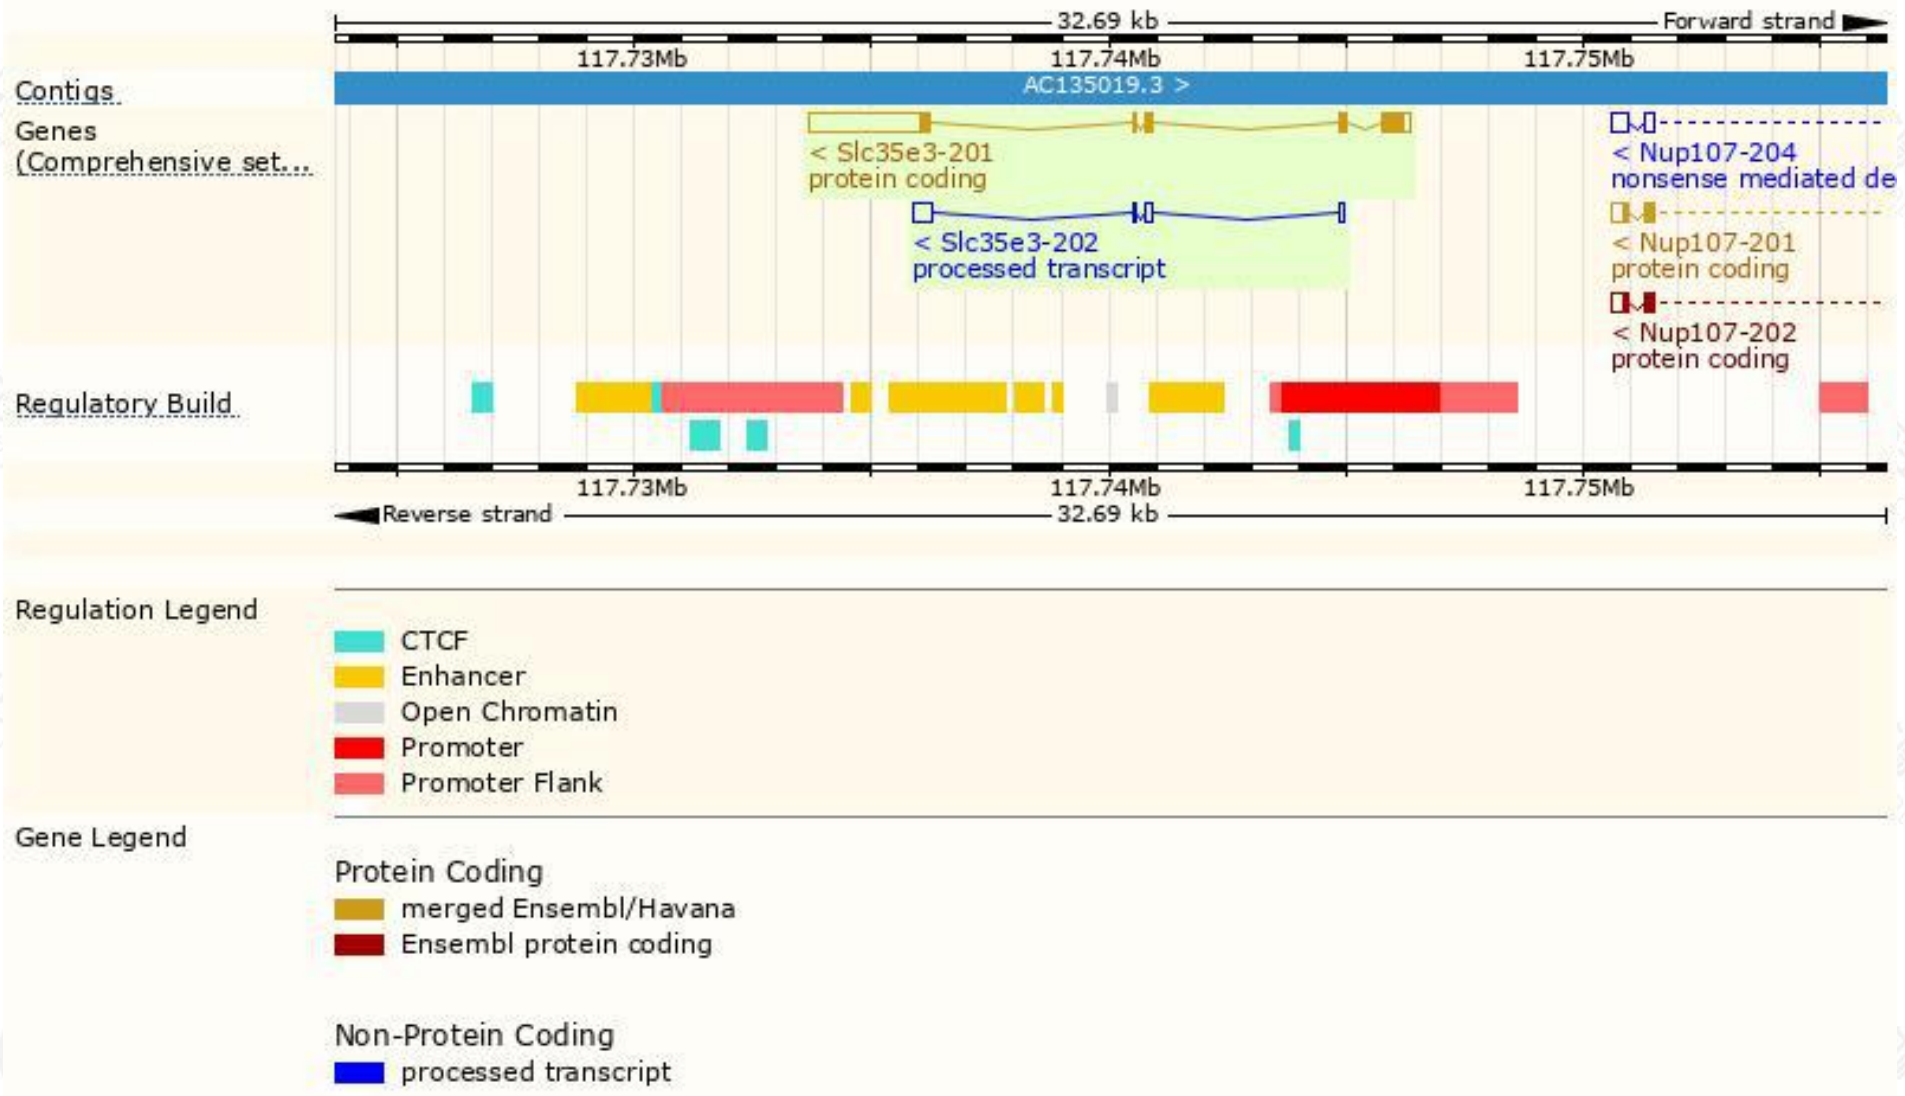 32.69 kb
Forward strand
117.73Mb 117.74Mb 117.75Mb
Contigs
AC135019.3 >
Genes
(Comprehensive set...
< Slc35e3-201
protein coding
< Slc35e3-202
processed transcript
< Nup107-204
nonsense mediated de
< Nup107-201
protein coding
< Nup107-202
protein coding
Regulatory Build
117.73Mb 117.74Mb 117.75Mb
Reverse strand
32.69 kb
Regulation Legend
CTCF
Enhancer
Open Chromatin
Promoter
Promoter Flank
Gene Legend
Protein Coding
merged Ensembl/Havana
Ensembl protein coding
Non-Protein Coding
processed transcript